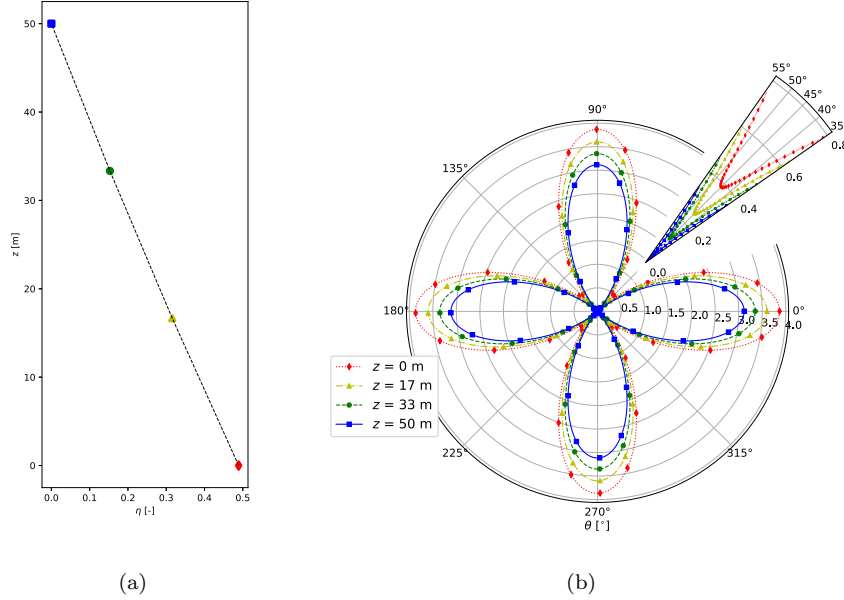 50
40
30
20
10
0
z [m]
0.0 0.1 0.2 0.3 0.4 0.5
η [-]
(a)
55°
50°
45°
40°
35°
0.8
0.6
0.4
0.2
0.0
90°
135°
180°
0°
0.5 1.0 1.5 2.0 2.5 3.0 3.5 4.0
z = 0 m
z = 17 m
z = 33 m
z = 50 m
225°
315°
270°
θ [°]
(b)